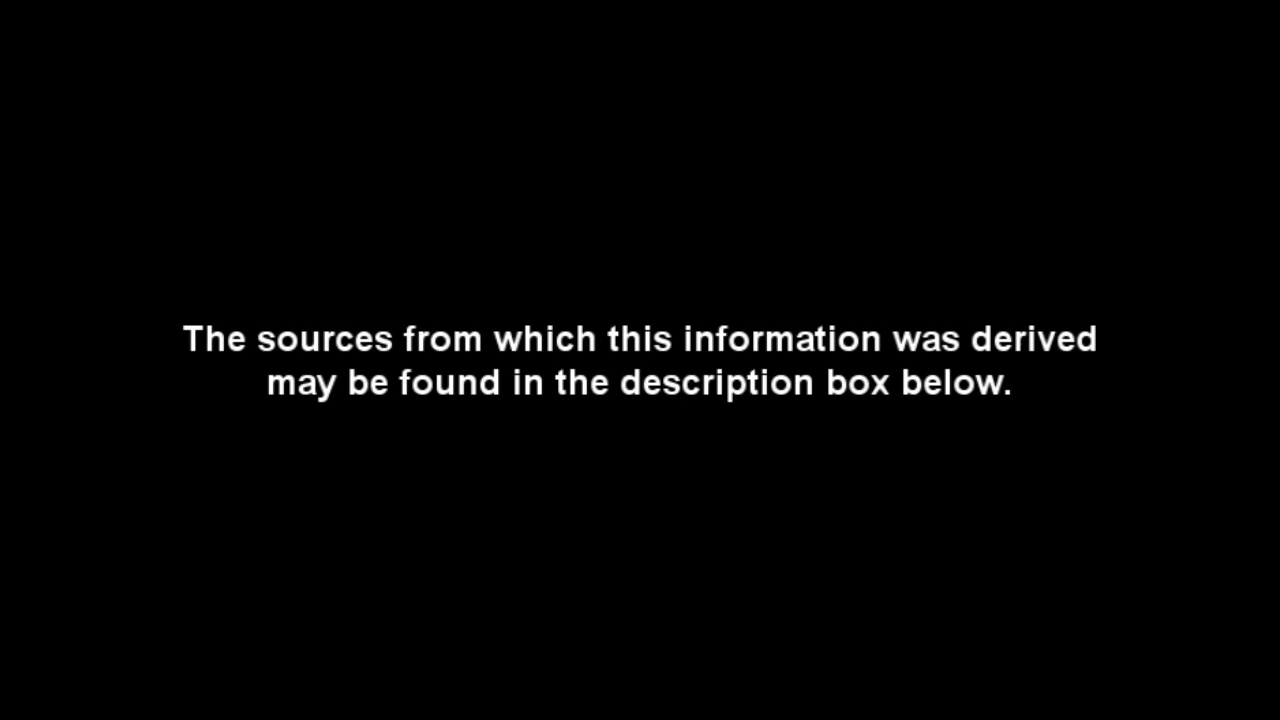 The sources from which this information was derived
may be found in the description box below.